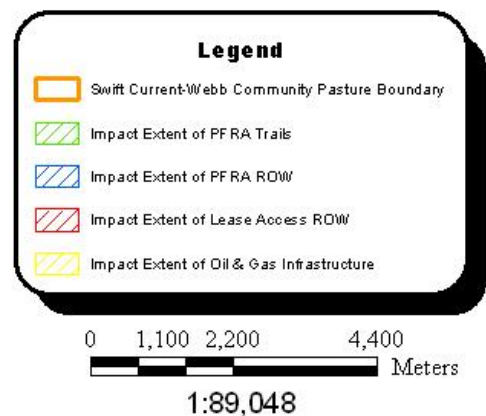 Legend
Swift Current-Webb Community Pasture Boundary
Impact Extent of PFRA Trails
Impact Extent of PFRA ROW
Impact Extent of Lease Access ROW
Impact Extent of Oil & Gas Infrastructure
0 1,100 2,200 4,400
Meters
1:89,048